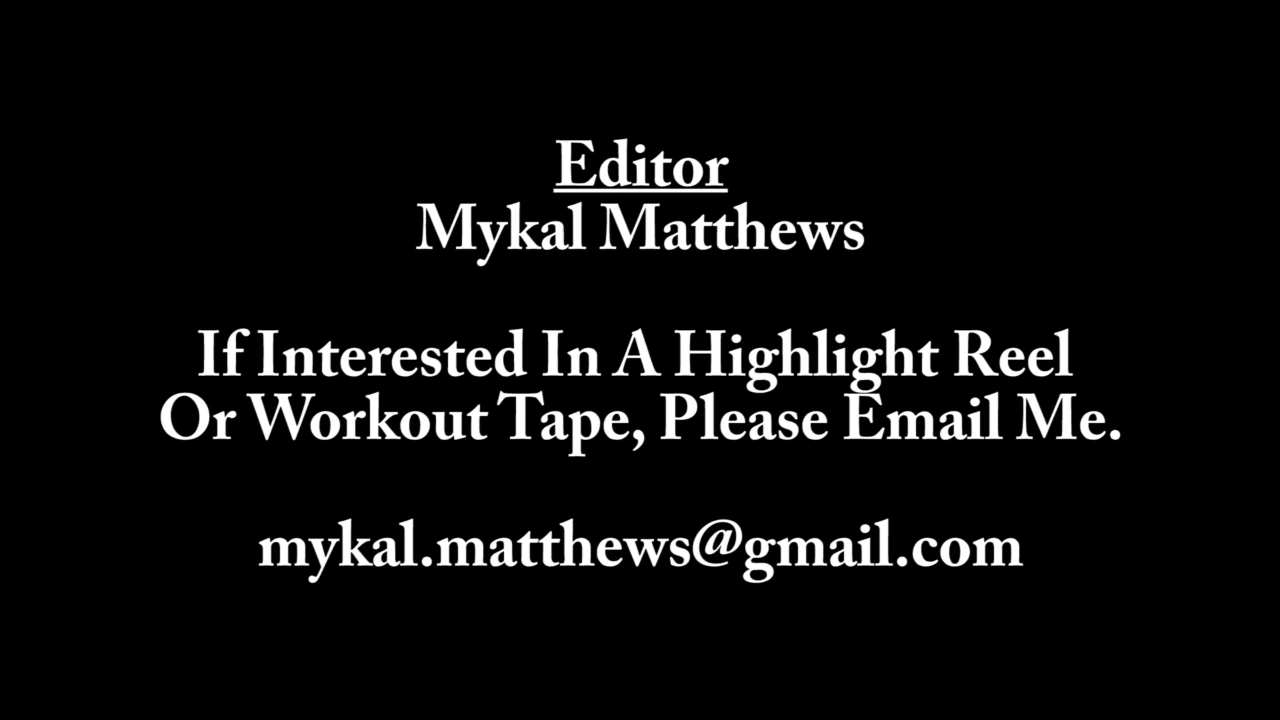 Editor
Mykal Matthews
If Interested In A Highlight Reel
Or Workout Tape, Please Email Me.
mykal.matthews@gmail.com